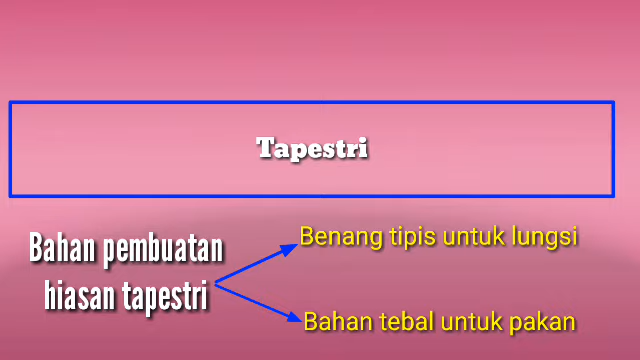 Tapestri
Bahan pembuatan
hiasan tapestri
Benang tipis untuk lungsi
Bahan tebal untuk pakan